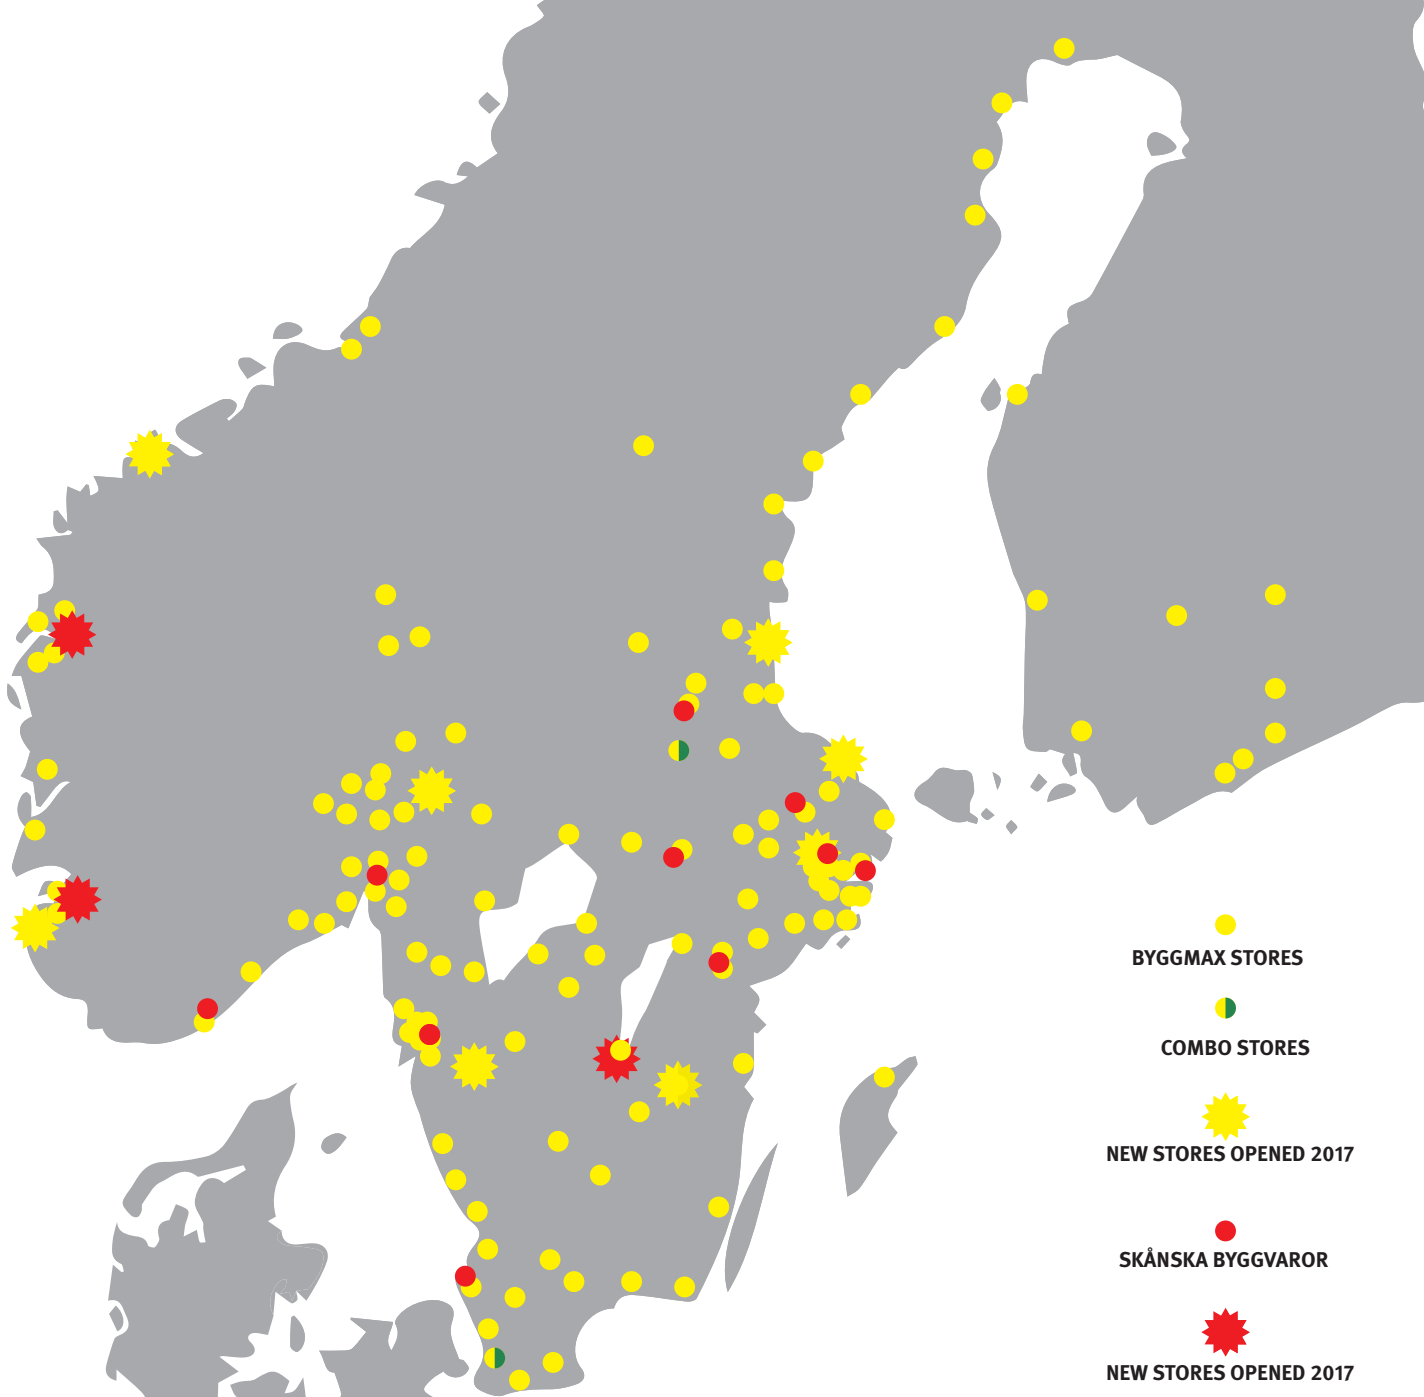 BYGGMAX STORES
COMBO STORES
NEW STORES OPENED 2017
SKÅNSKA BYGGVAROR
NEW STORES OPENED 2017